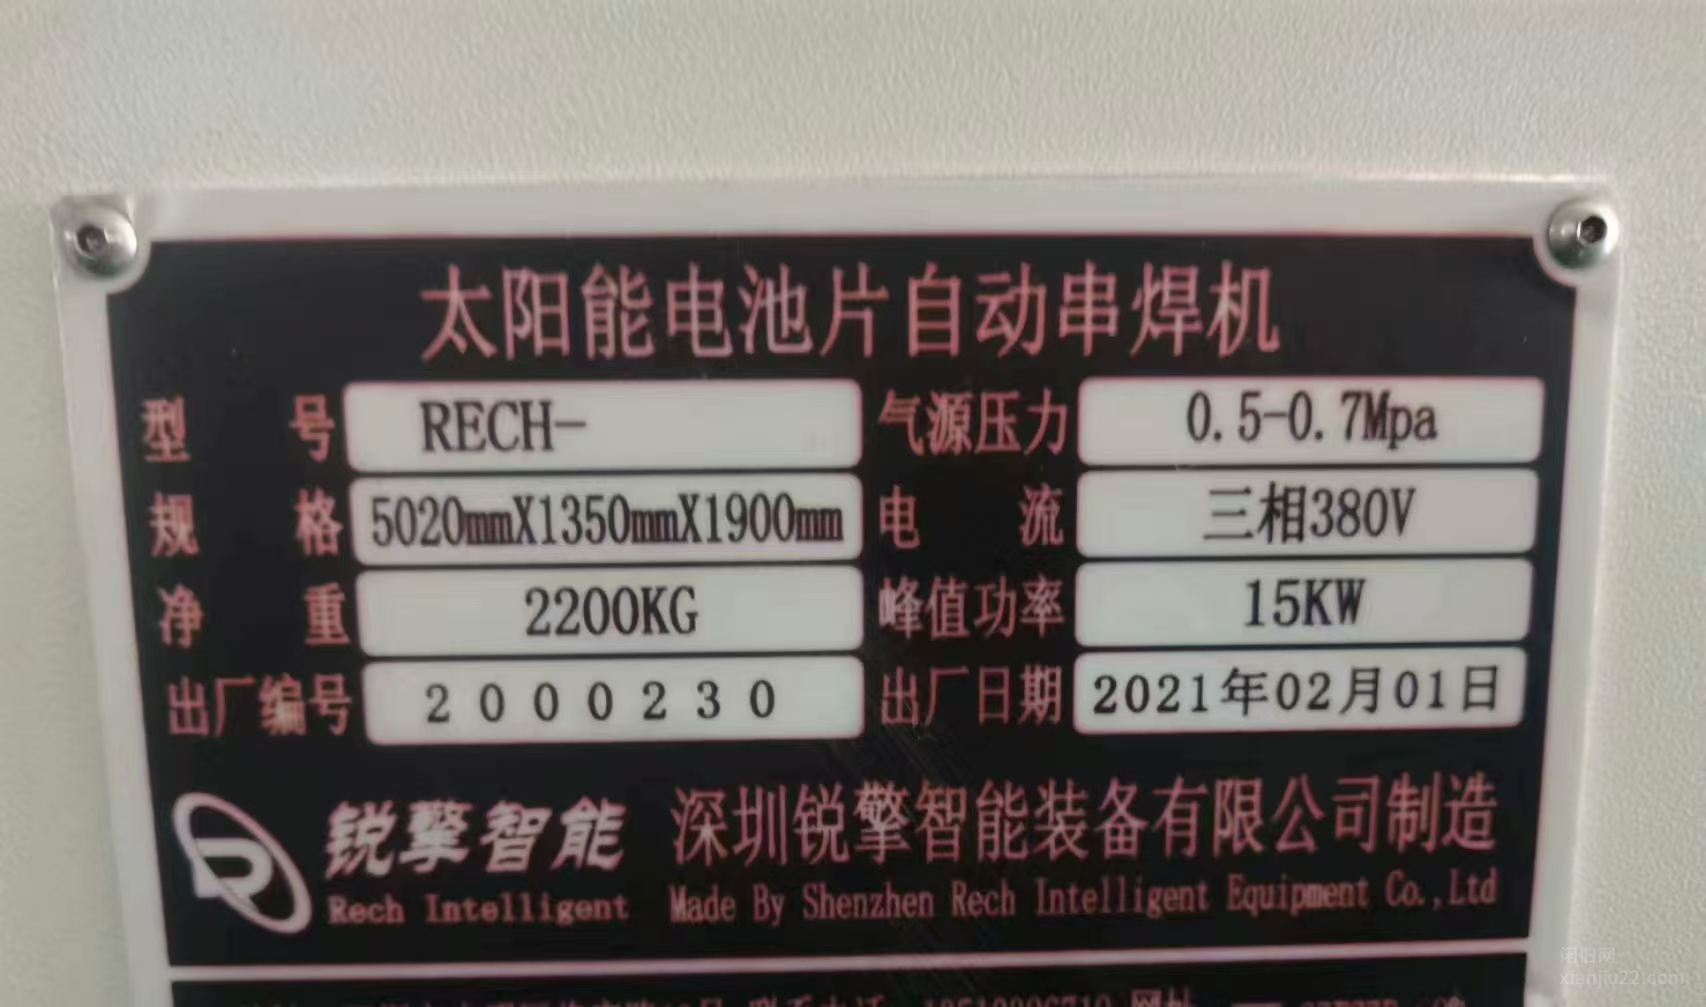 太阳能电池片自动串焊机
型号 RECH- 气源压力 0.5-0.7Mpa
规格 5020mmX1350mmX1900mm 电流 三相380V
净重 2200KG 峰值功率 15KW
出厂编号 2000230 出厂日期 2021年02月01日
锐擎智能 深圳锐擎智能装备有限公司制造
Rech Intelligent Made By Shenzhen Rech Intelligent Equipment Co.,Ltd
闲旧网
xianjiu22.com